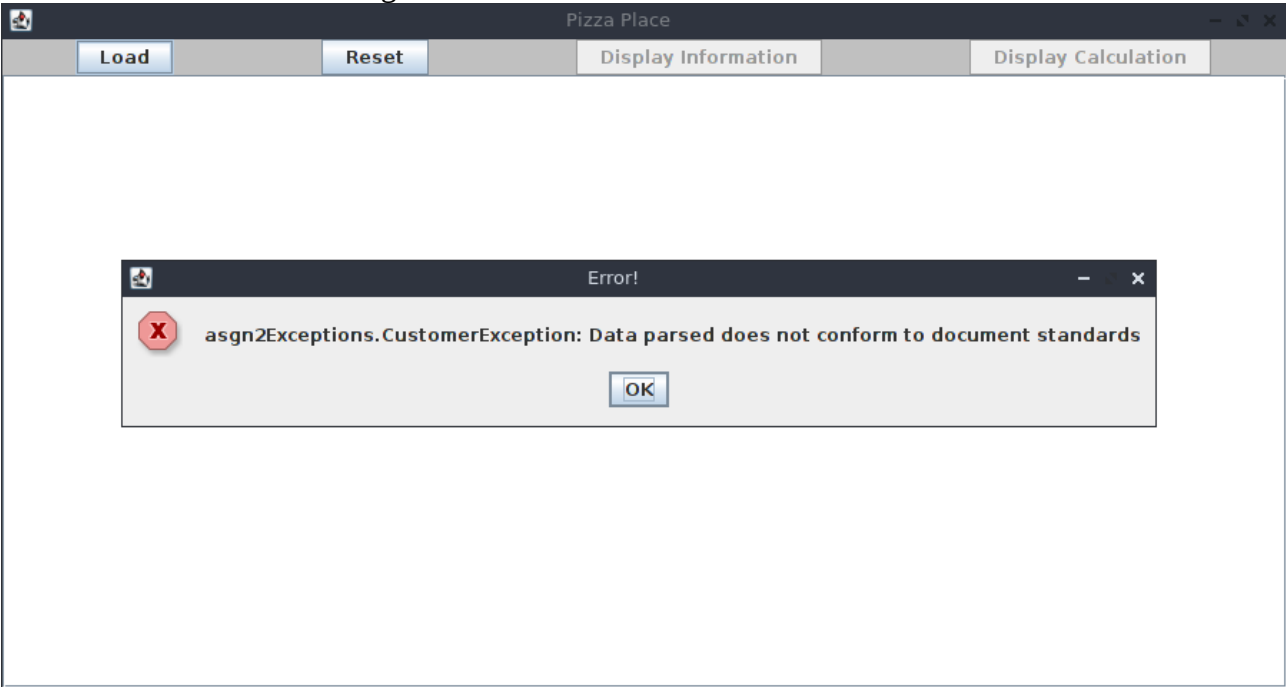 Pizza Place
Load Reset Display Information Display Calculation
Error!
X asgn2Exceptions.CustomerException: Data parsed does not conform to document standards
OK